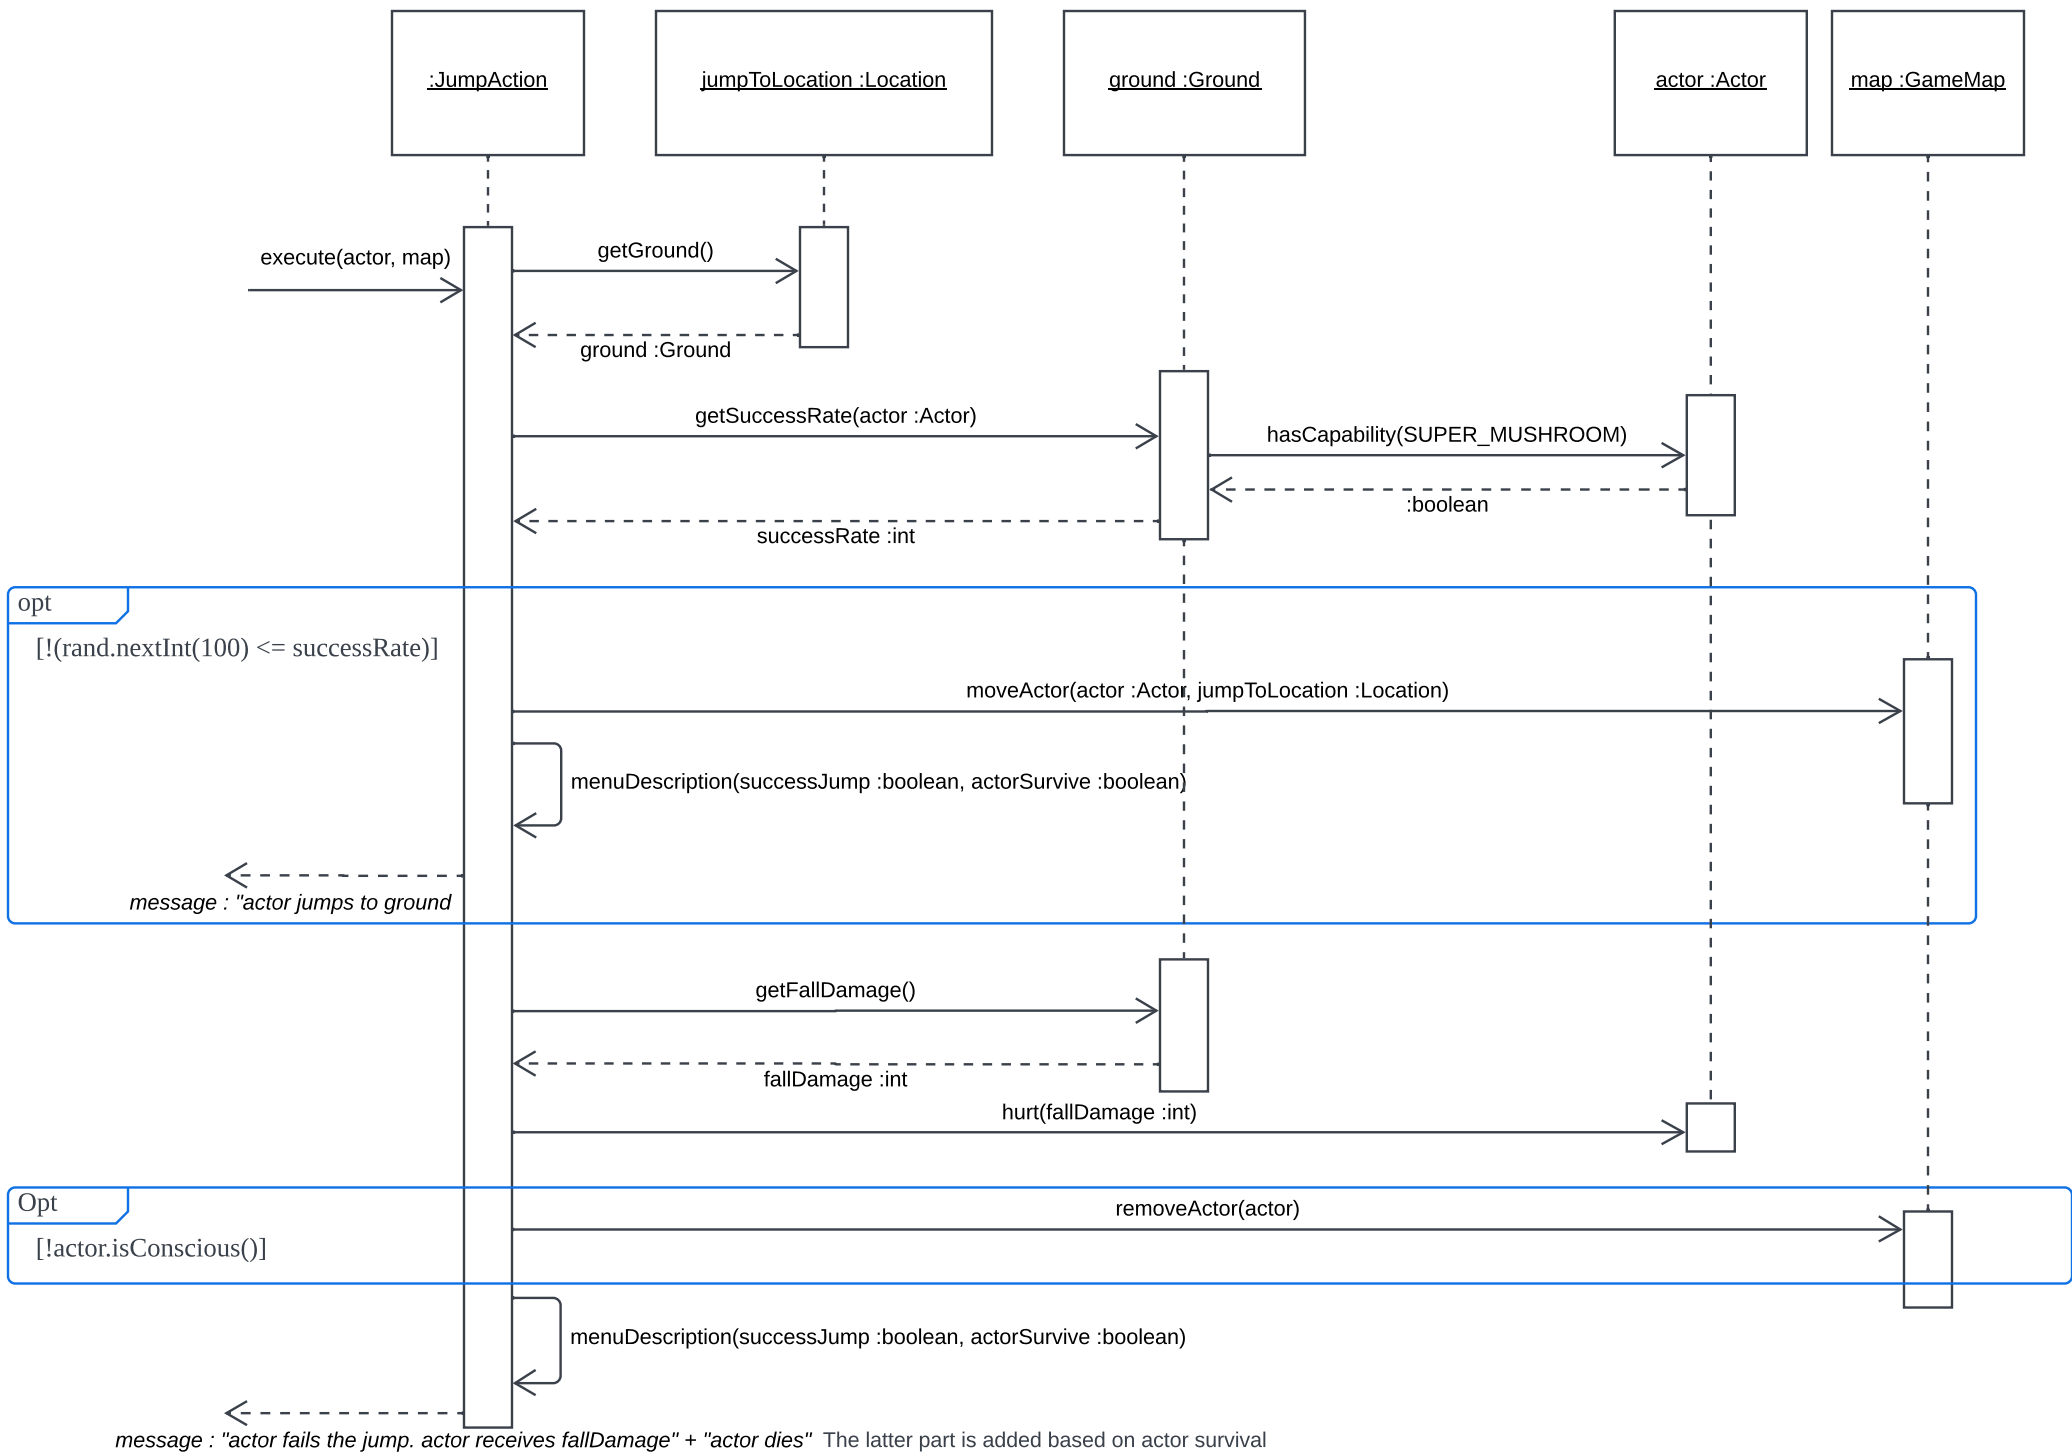 :JumpAction
jumpToLocation :Location
ground :Ground
actor :Actor
map :GameMap
execute(actor, map)
getGround()
ground :Ground
getSuccessRate(actor :Actor)
hasCapability(SUPER_MUSHROOM)
:boolean
successRate :int
opt
[!(rand.nextInt(100) <= successRate)]
moveActor(actor :Actor, jumpToLocation :Location)
menuDescription(successJump :boolean, actorSurvive :boolean)
message : "actor jumps to ground
getFallDamage()
fallDamage :int
hurt(fallDamage :int)
Opt
removeActor(actor)
[!actor.isConscious()]
menuDescription(successJump :boolean, actorSurvive :boolean)
message : "actor fails the jump. actor receives fallDamage" + "actor dies" The latter part is added based on actor survival